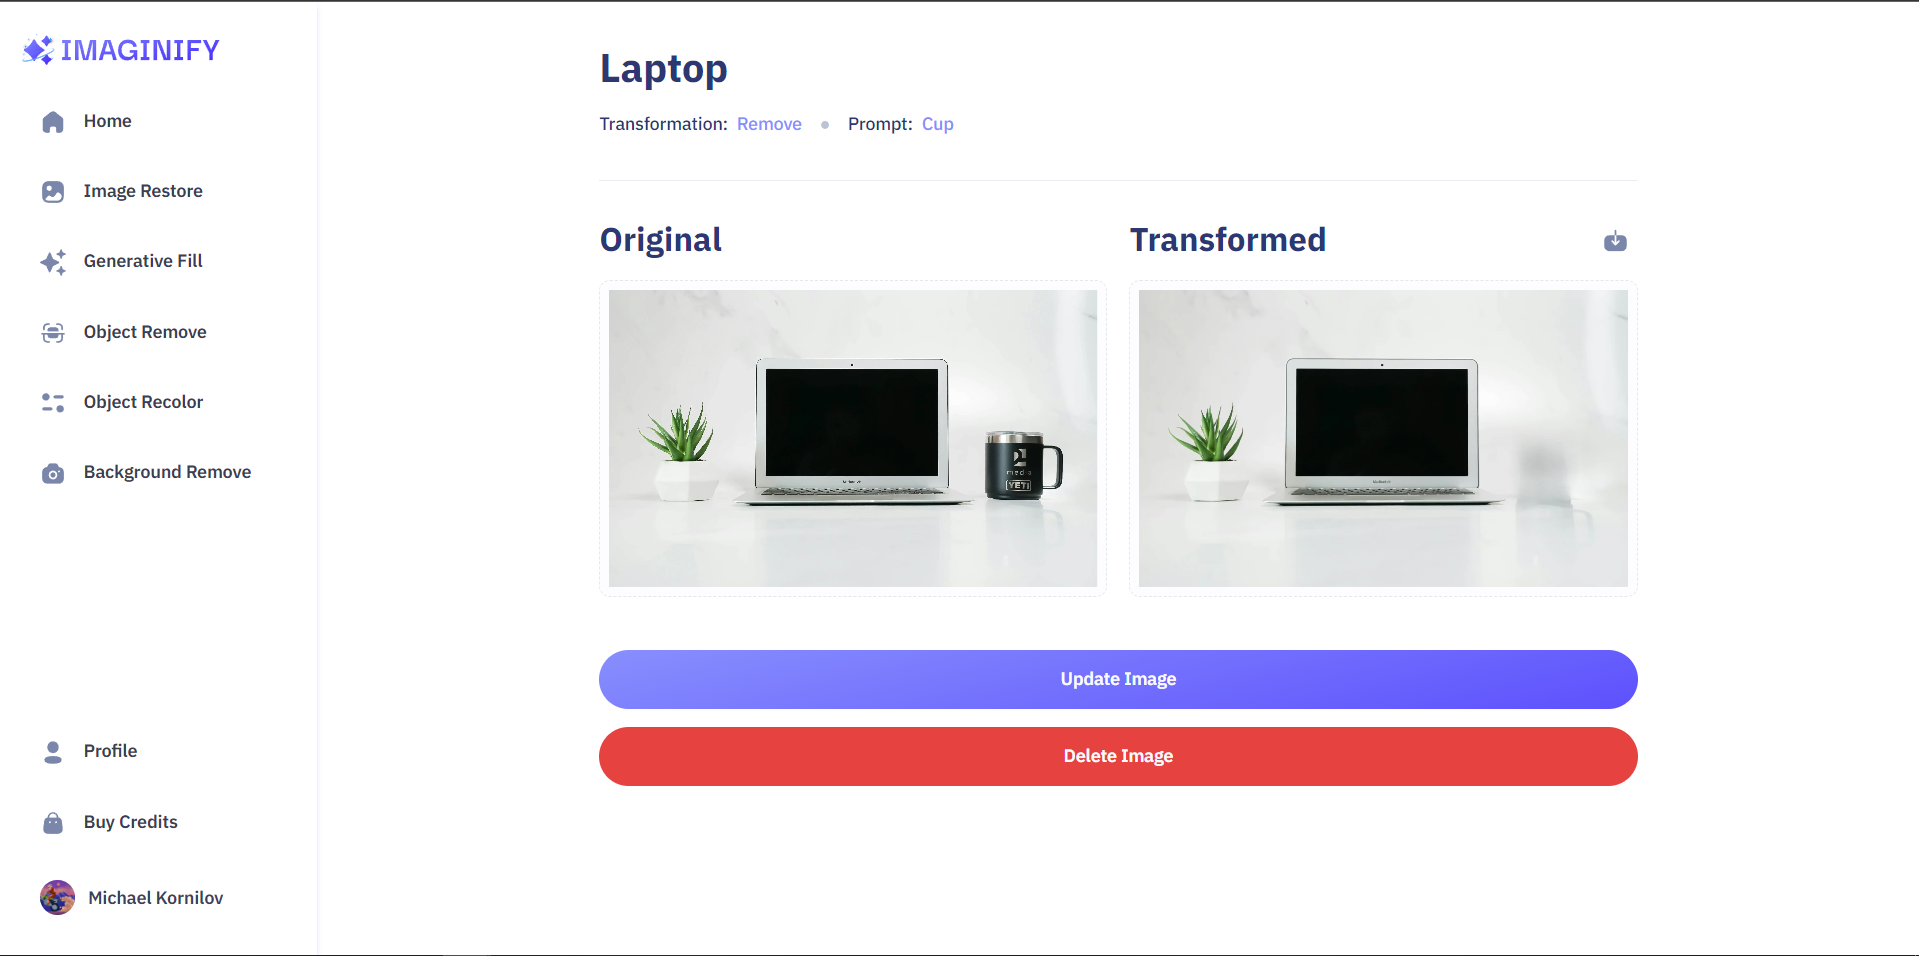 IMAGINIFY
Home
Image Restore
Generative Fill
Object Remove
Object Recolor
Background Remove
Profile
Buy Credits
Michael Kornilov
Laptop
Transformation: Remove
Prompt: Cup
Original
Transformed
media
YETI
Update Image
Delete Image